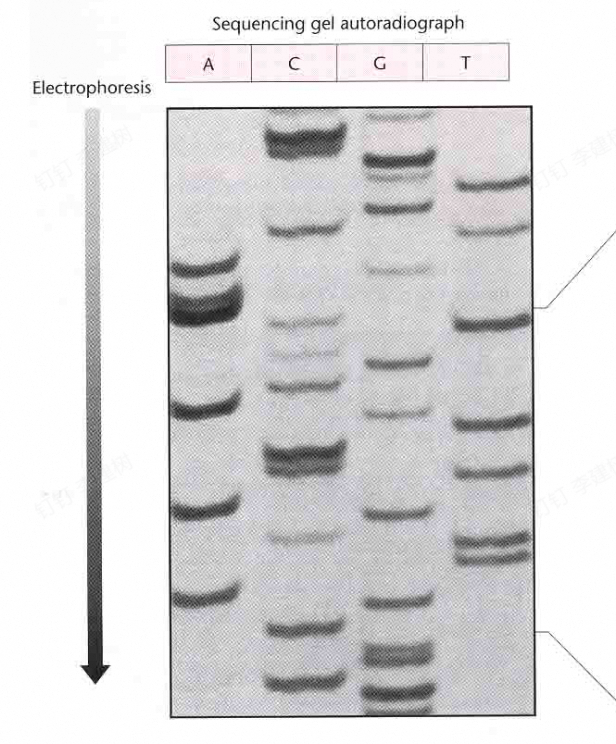 Sequencing gel autoradiograph
A C G T
Electrophoresis